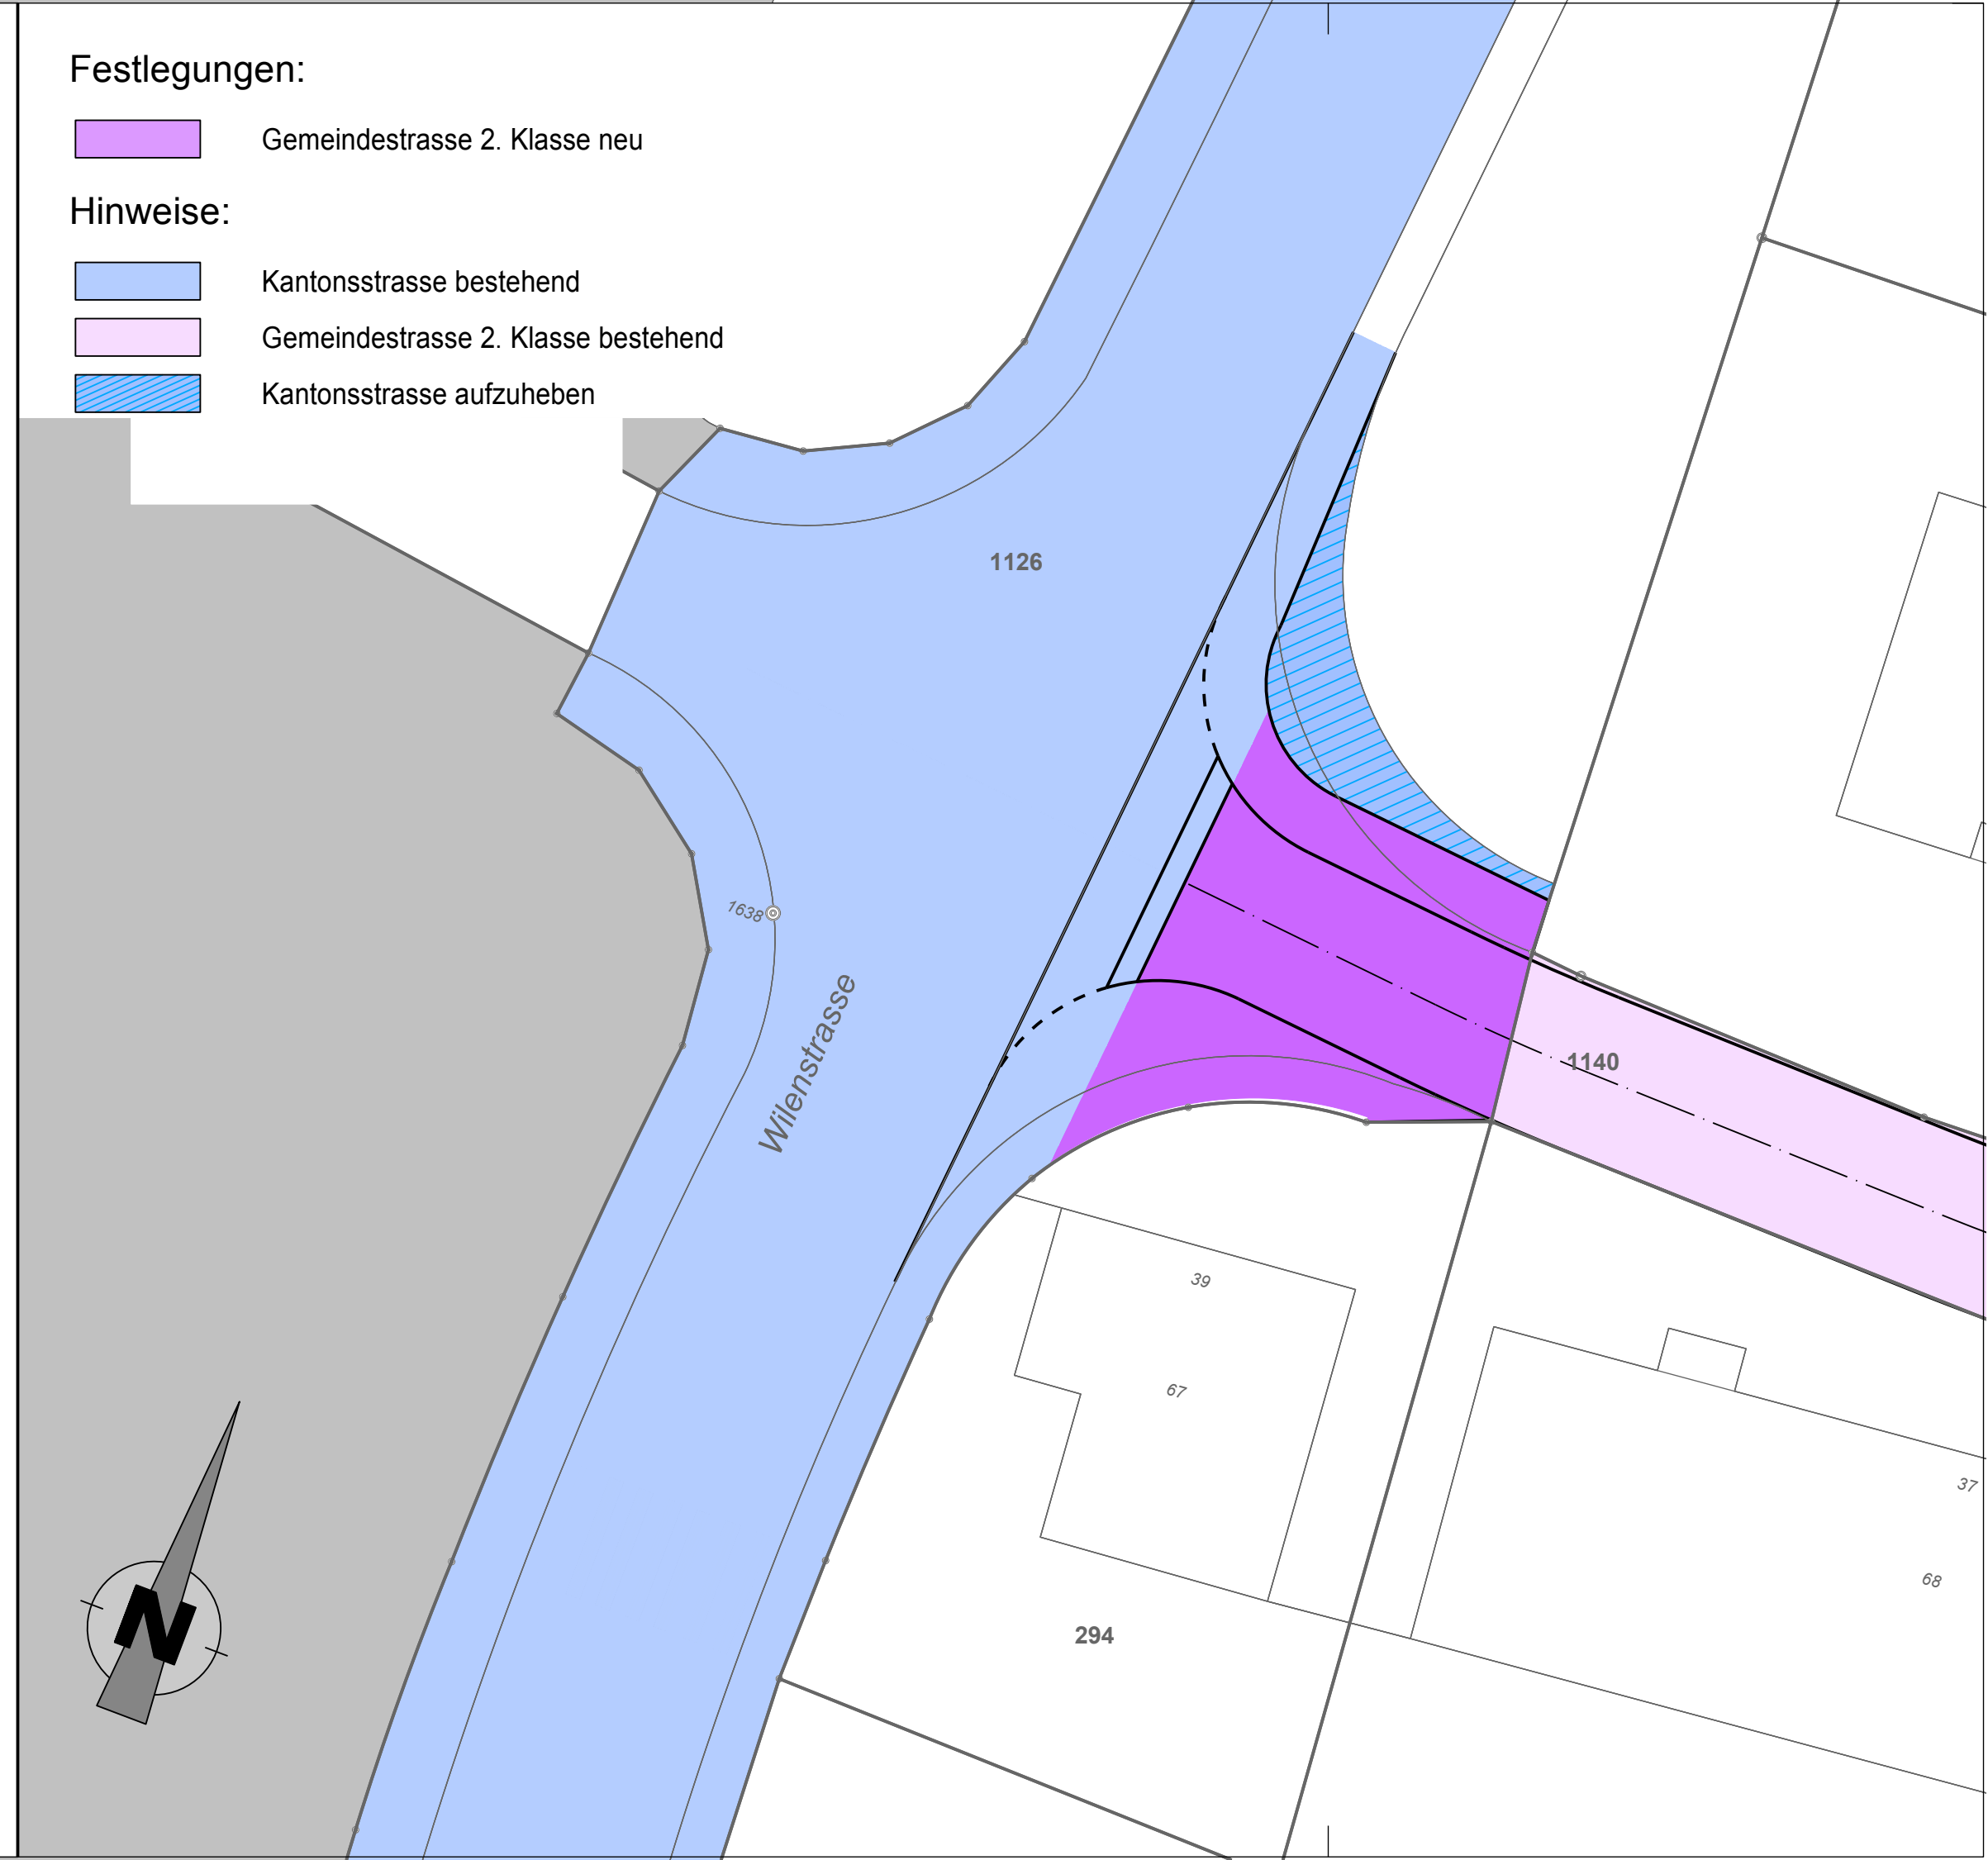 Festlegungen:
Gemeindestrasse 2. Klasse neu
Hinweise:
Kantonsstrasse bestehend
Gemeindestrasse 2. Klasse bestehend
Kantonsstrasse aufzuheben
1126
1638
Wilenstrasse
1140
39
67
37
68
294
N